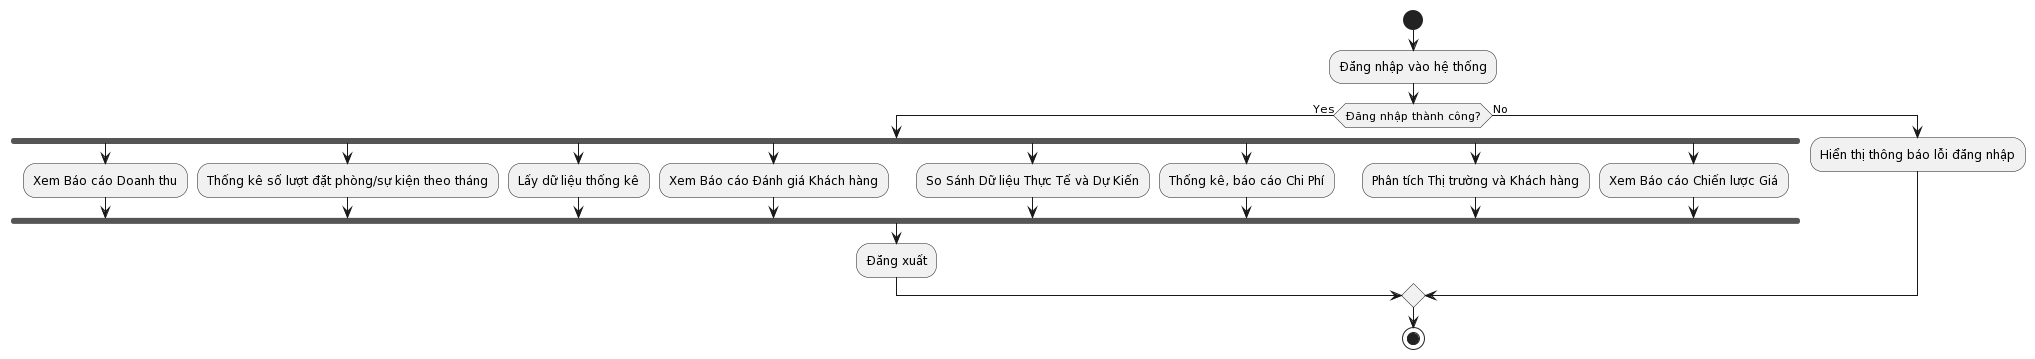 Đăng nhập vào hệ thống
Yes
Đăng nhập thành công?
No
Hiển thị thông báo lỗi đăng nhập
Xem Báo cáo Doanh thu
Thống kê số lượt đặt phòng/sự kiện theo tháng
Lấy dữ liệu thống kê
Xem Báo cáo Đánh giá Khách hàng
So Sánh Dữ liệu Thực Tế và Dự Kiến
Thống kê, báo cáo Chi Phí
Phân tích Thị trường và Khách hàng
Xem Báo cáo Chiến lược Giá
Đăng xuất